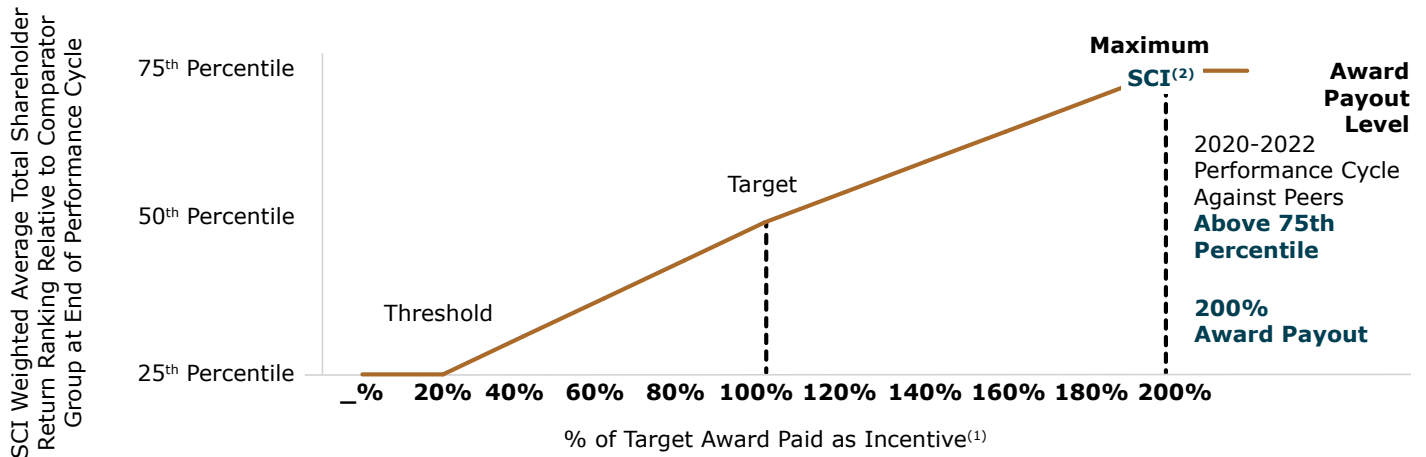 SCI Weighted Average Total Shareholder
Return Ranking Relative to Comparator
Group at End of Performance Cycle
75th Percentile
50th Percentile
25th Percentile
Threshold
Target
Maximum
SCI(2)
Award
Payout
Level
2020-2022
Performance Cycle
Against Peers
Above 75th
Percentile
200%
Award Payout
_% 20% 40% 60% 80% 100% 120% 140% 160% 180% 200%
% of Target Award Paid as Incentive(1)